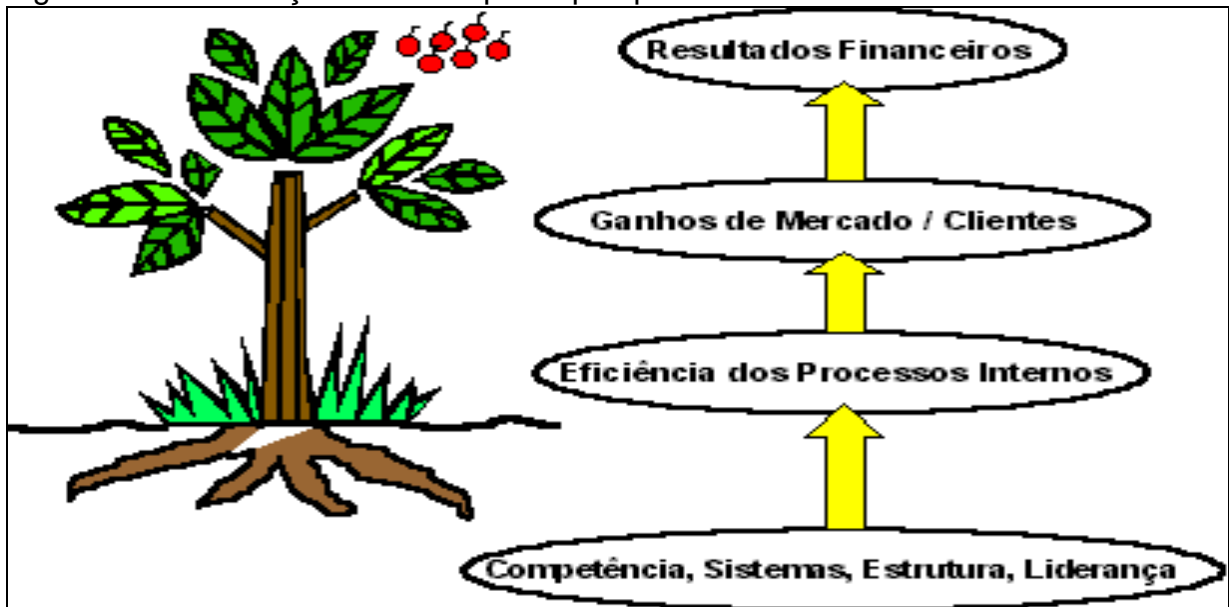 Resultados Financeiros
Ganhos de Mercado / Clientes
Eficiência dos Processos Internos
Competência, Sistemas, Estrutura, Liderança